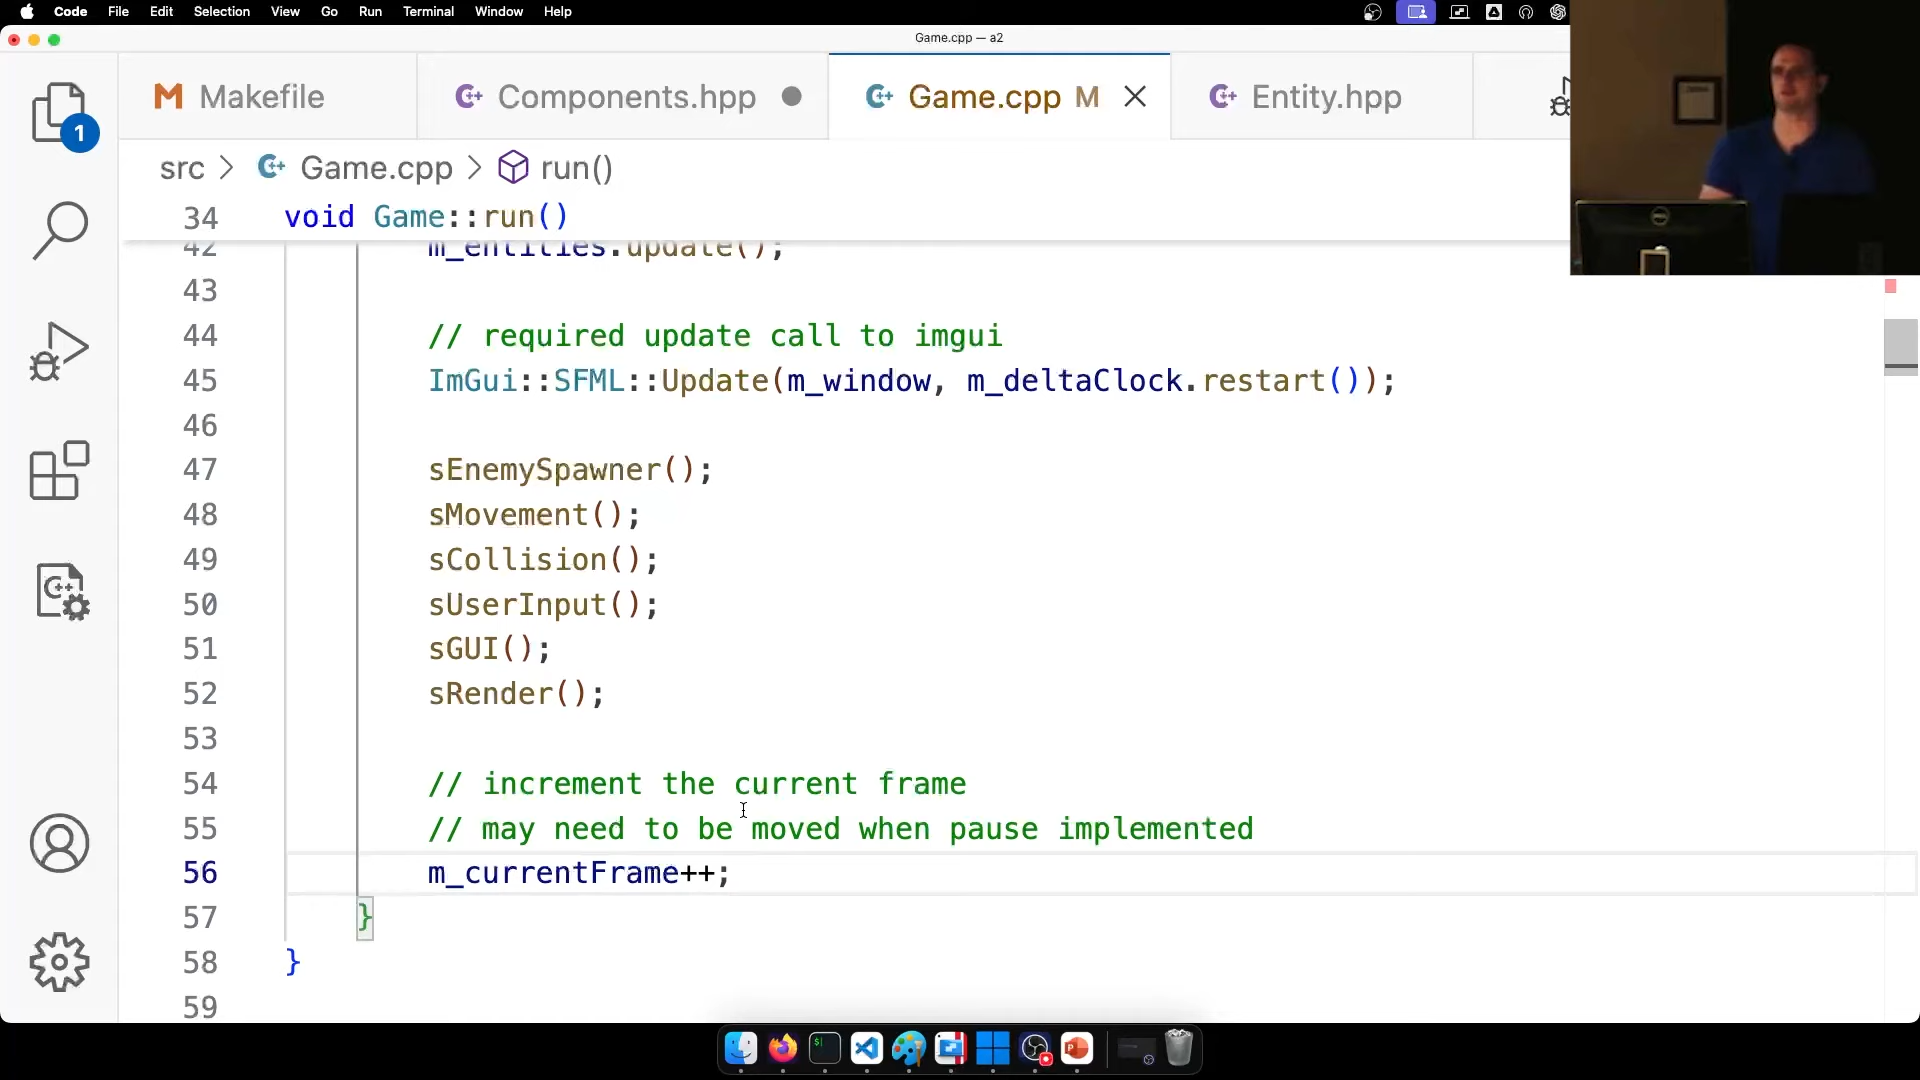 Code File Edit Selection View Go Run Terminal Window Help
Game.cpp — a2
Makefile
Components.hpp
Game.cpp M
Entity.hpp
1
src > Game.cpp > run()
34 void Game::run()
42 m_entities.update();
43
44 // required update call to imgui
45 ImGui::SFML::Update(m_window, m_deltaClock.restart());
46
47 sEnemySpawner();
48 sMovement();
49 sCollision();
50 sUserInput();
51 sGUI();
52 sRender();
53
54 // increment the current frame
55 // may need to be moved when pause implemented
56 m_currentFrame++;
57 }
58 }
59